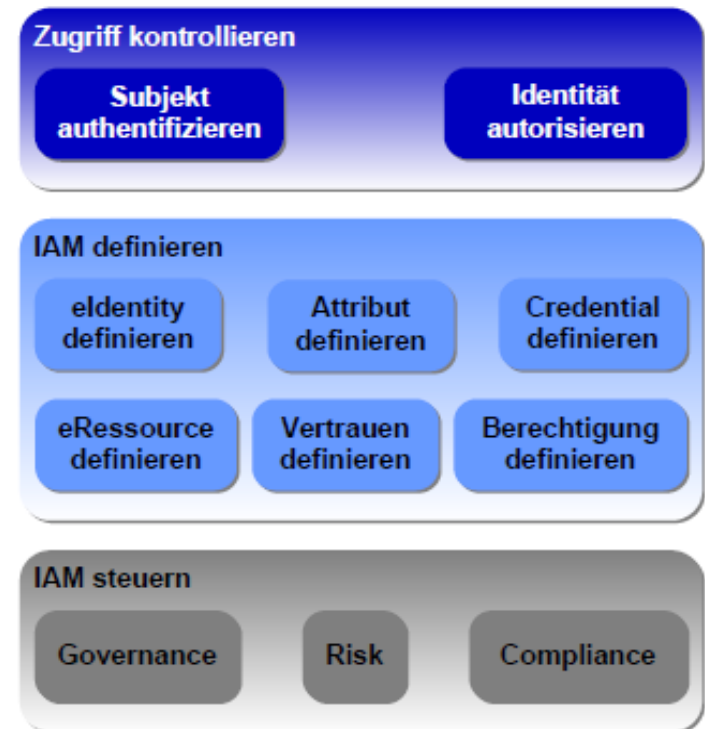 Zugriff kontrollieren
Subjekt
authentifizieren
Identität
autorisieren
IAM definieren
eIdentity
definieren
Attribut
definieren
Credential
definieren
eRessource
definieren
Vertrauen
definieren
Berechtigung
definieren
IAM steuern
Governance
Risk
Compliance